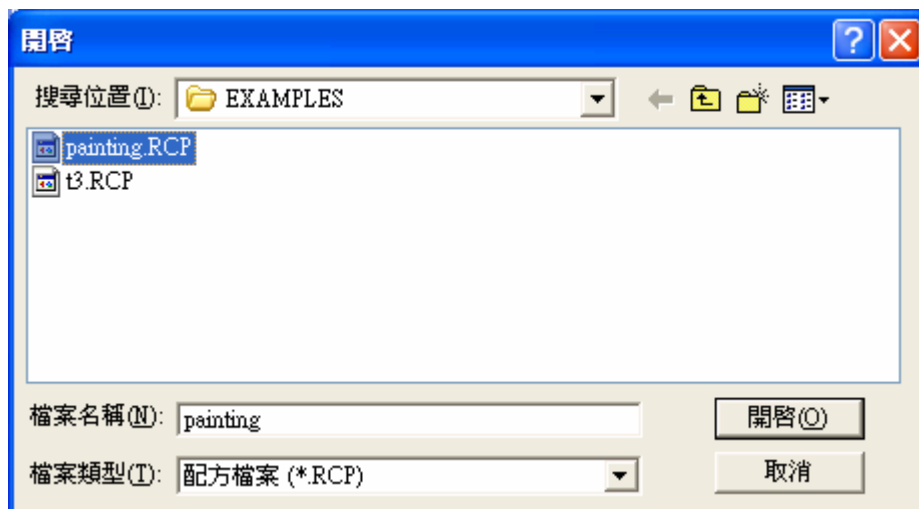 開啓
搜尋位置(I): EXAMPLES
painting.RCP
t3.RCP
檔案名稱(N): painting 開啓(O)
檔案類型(T): 配方檔案 (*.RCP) 取消